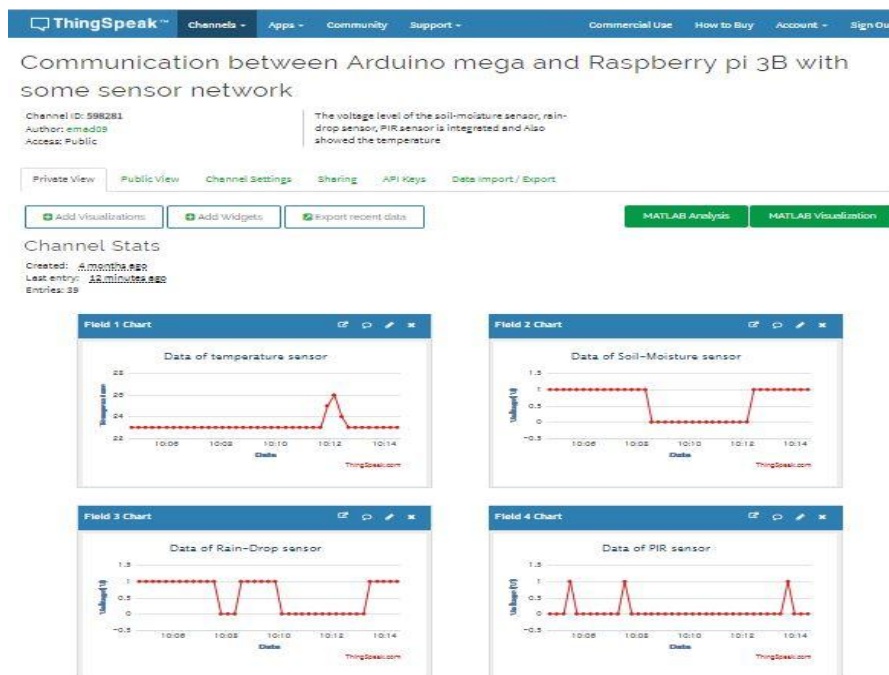 ThingSpeak™ Channels Apps Community Support Commercial Use How to Buy Account Sign Ou
Communication between Arduino mega and Raspberry pi 3B with
some sensor network
Channel ID: 598281
Author: emad09
Access: Public
The voltage level of the soil-moisture sensor, rain-
drop sensor, PIR sensor is integrated and Also
showed the temperature
Private View Public View Channel Settings Sharing API Keys Data Import / Export
Add Visualizations Add Widgets Export recent data MATLAB Analysis MATLAB Visualization
Channel Stats
Created: 4 months ago
Last entry: 12 minutes ago
Entries: 39
Field 1 Chart
Data of temperature sensor
Temperature
28
26
24
22
10:06 10:08 10:10 10:12 10:14
Date
ThingSpeak.com
Field 2 Chart
Data of Soil-Moisture sensor
Voltage(V)
1.5
1
0.5
0
-0.5
10:06 10:08 10:10 10:12 10:14
Date
ThingSpeak.com
Field 3 Chart
Data of Rain-Drop sensor
Voltage(V)
1.5
1
0.5
0
-0.5
10:06 10:08 10:10 10:12 10:14
Date
ThingSpeak.com
Field 4 Chart
Data of PIR sensor
Voltage(V)
1.5
1
0.5
0
-0.5
10:06 10:08 10:10 10:12 10:14
Date
ThingSpeak.com